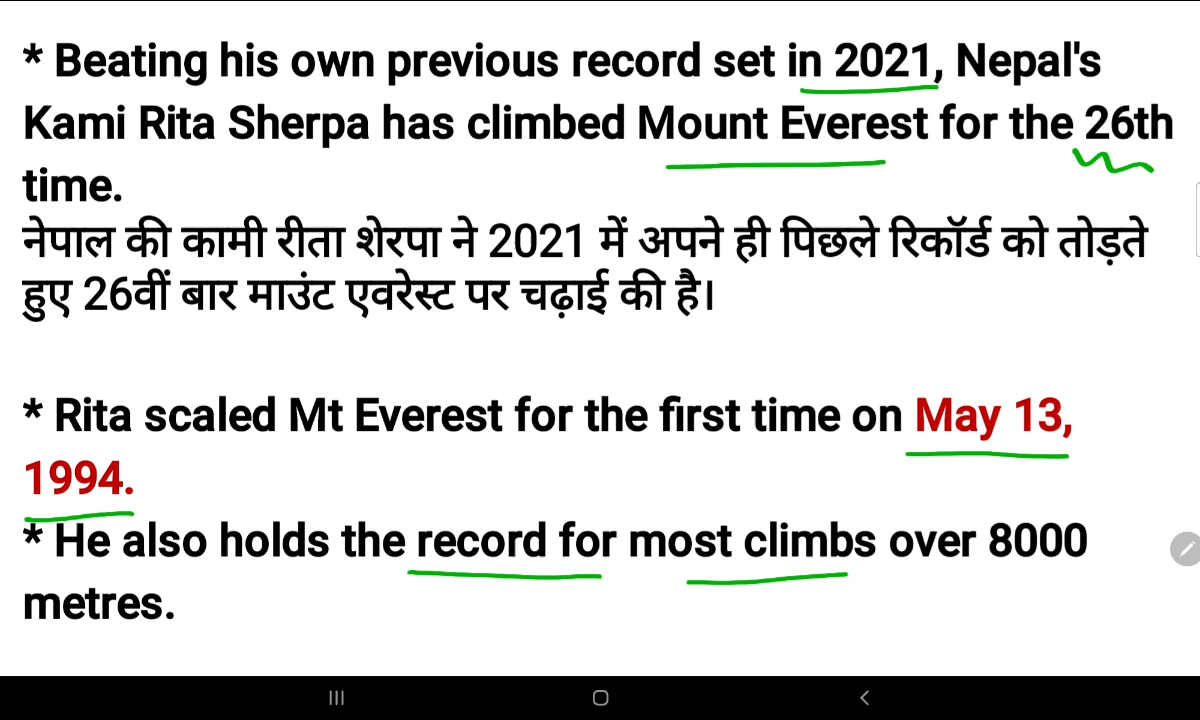 * Beating his own previous record set in 2021, Nepal's
Kami Rita Sherpa has climbed Mount Everest for the 26th
time.
नेपाल की कामी रीता शेरपा ने 2021 में अपने ही पिछले रिकॉर्ड को तोड़ते
हुए 26वीं बार माउंट एवरेस्ट पर चढ़ाई की है।
* Rita scaled Mt Everest for the first time on May 13,
1994.
* He also holds the record for most climbs over 8000
metres.